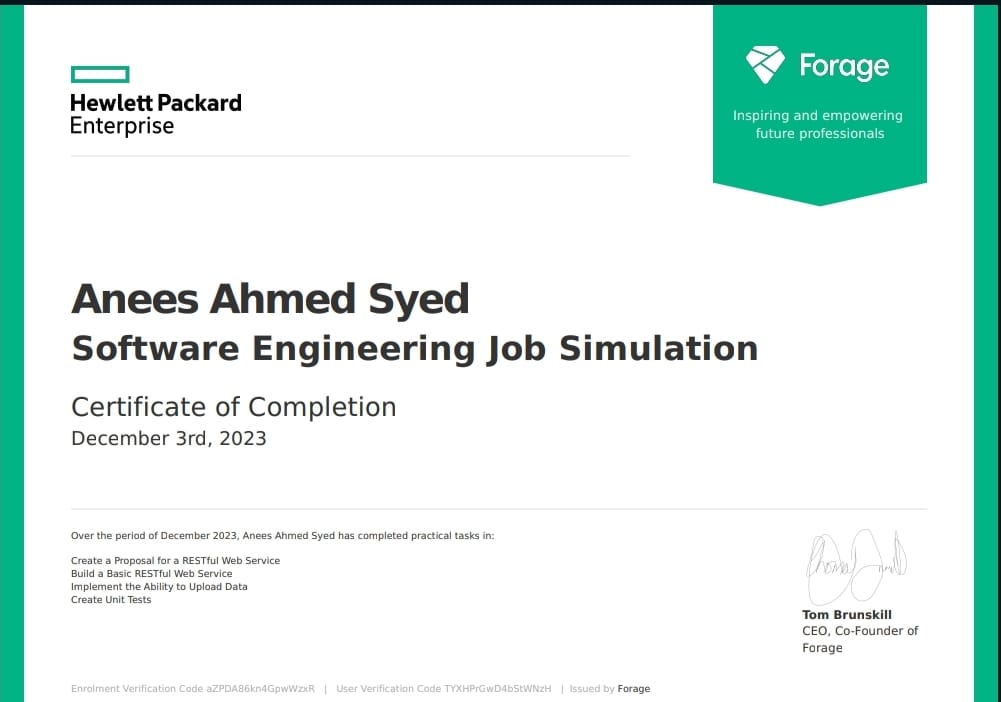 Hewlett Packard
Enterprise
Forage
Inspiring and empowering
future professionals
Anees Ahmed Syed
Software Engineering Job Simulation
Certificate of Completion
December 3rd, 2023
Over the period of December 2023, Anees Ahmed Syed has completed practical tasks in:
Create a Proposal for a RESTful Web Service
Build a Basic RESTful Web Service
Implement the Ability to Upload Data
Create Unit Tests
Tom Brunskill
CEO, Co-Founder of
Forage
Enrolment Verification Code aZPDA86kn4GpwWzxR | User Verification Code TYXHPrGwD4bStWNzH | Issued by Forage